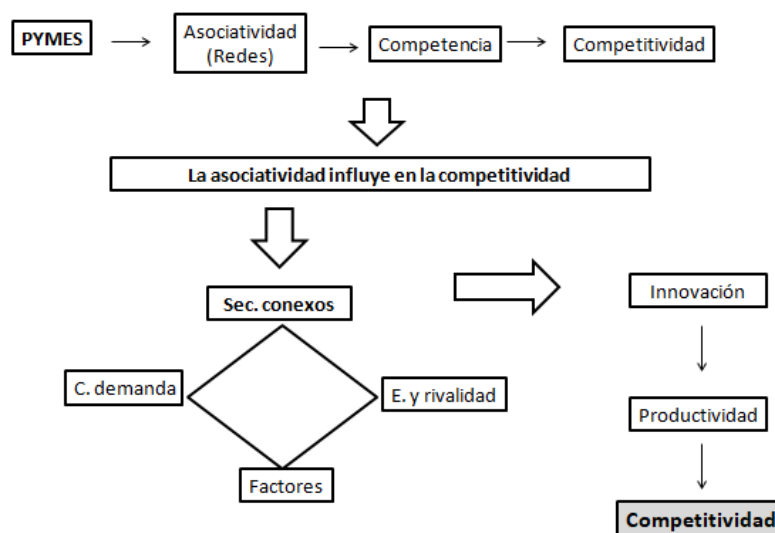 PYMES
Asociatividad
(Redes)
Competencia
Competitividad
La asociatividad influye en la competitividad
Sec. conexos
Innovación
C. demanda
E. y rivalidad
Productividad
Factores
Competitividad